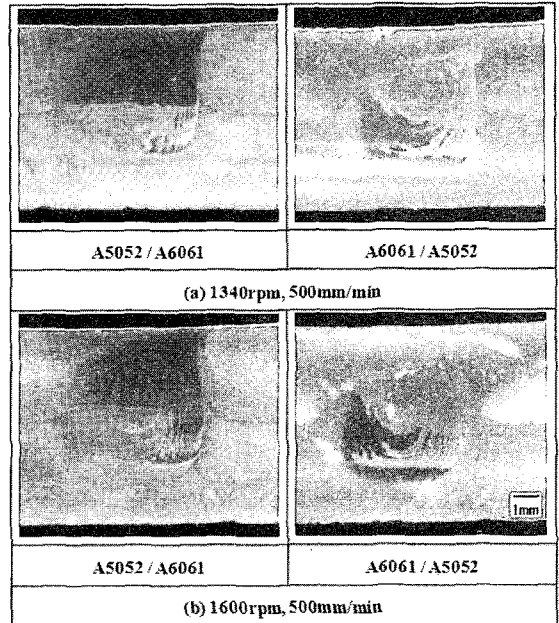 A5052 / A6061
A6061 / A5052
(a) 1340rpm, 500mm/min
1mm
A5052 / A6061
A6061 / A5052
(b) 1600rpm, 500mm/min